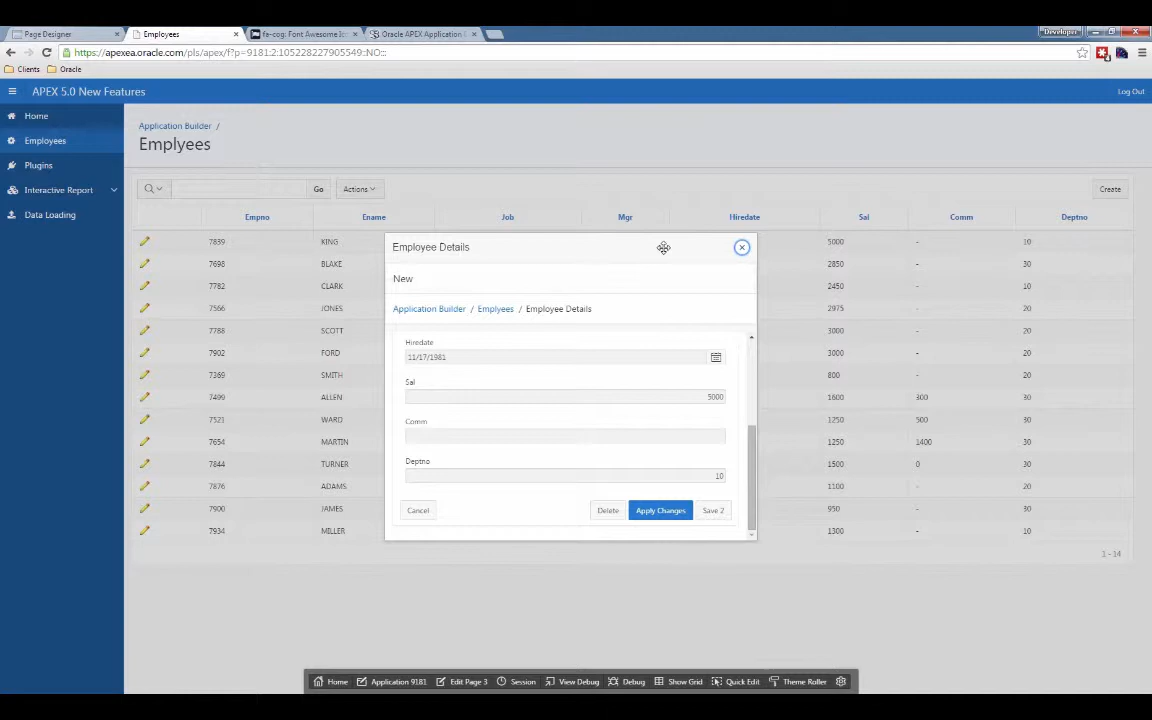 Page Designer
Employees
fa-cog: Font Awesome Ic
Oracle APEX Application
Developer
https://apexea.oracle.com/pls/apex/f?p=9181:2:105228227905549::NO:::
Clients
Oracle
APEX 5.0 New Features
Log Out
Home
Employees
Plugins
Interactive Report
Data Loading
Application Builder /
Emplyees
Go
Actions
Create
Empno Ename Job Mgr Hiredate Sal Comm Deptno
7839 KING 5000 - 10
7698 BLAKE 2850 - 30
7782 CLARK 2450 - 10
7566 JONES 2975 - 20
7788 SCOTT 3000 - 20
7902 FORD 3000 - 20
7369 SMITH 800 - 20
7499 ALLEN 1600 300 30
7521 WARD 1250 500 30
7654 MARTIN 1250 1400 30
7844 TURNER 1500 0 30
7876 ADAMS 1100 - 20
7900 JAMES 950 - 30
7934 MILLER 1300 - 10
1 - 14
Employee Details
New
Application Builder / Emplyees / Employee Details
Hiredate
11/17/1981
Sal
5000
Comm
Deptno
10
Cancel
Delete
Apply Changes
Save 2
Home
Application 9181
Edit Page 3
Session
View Debug
Debug
Show Grid
Quick Edit
Theme Roller